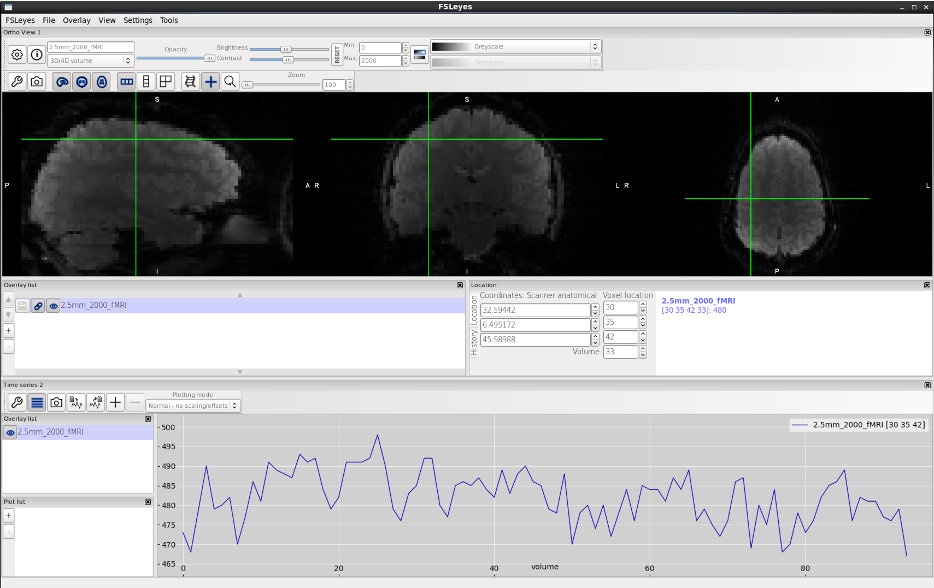 FSLeyes
FSLeyes File Overlay View Settings Tools
Ortho View 1
2.5mm_2000_fMRI
3D/4D volume
Opacity
Brightness
Contrast
RESET
Min. 0
Max. 2000
Greyscale
Greyscale
Zoom
100
S
P
A
I
S
R
L
I
A
R
L
P
Overlay list
2.5mm_2000_fMRI
Location
Location
History
Coordinates: Scanner anatomical
32.59442
6.495172
45.98988
Voxel location
30
35
42
Volume 33
2.5mm_2000_fMRI
[30 35 42 33]: 480
Time series 2
Plotting mode
Normal - no scaling/offsets
Overlay list
2.5mm_2000_fMRI
Plot list
2.5mm_2000_fMRI [30 35 42]
500
495
490
485
480
475
470
465
0 20 40 60 80
volume